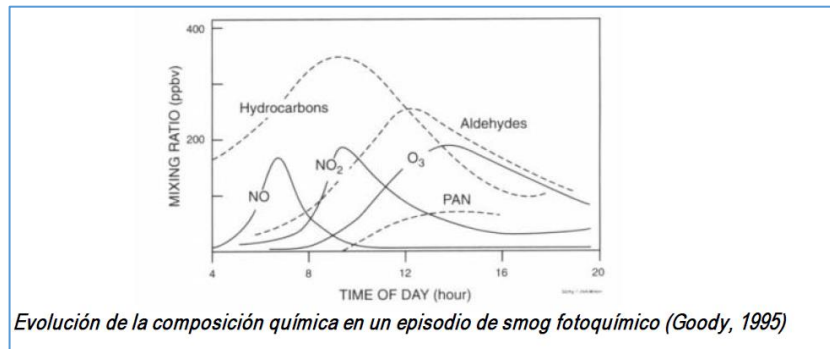 400
200
MIXING RATIO (ppbv)
Hydrocarbons
Aldehydes
NO
NO2
O3
PAN
4
8
12
16
20
TIME OF DAY (hour)
Evolución de la composición química en un episodio de smog fotoquímico (Goody, 1995)